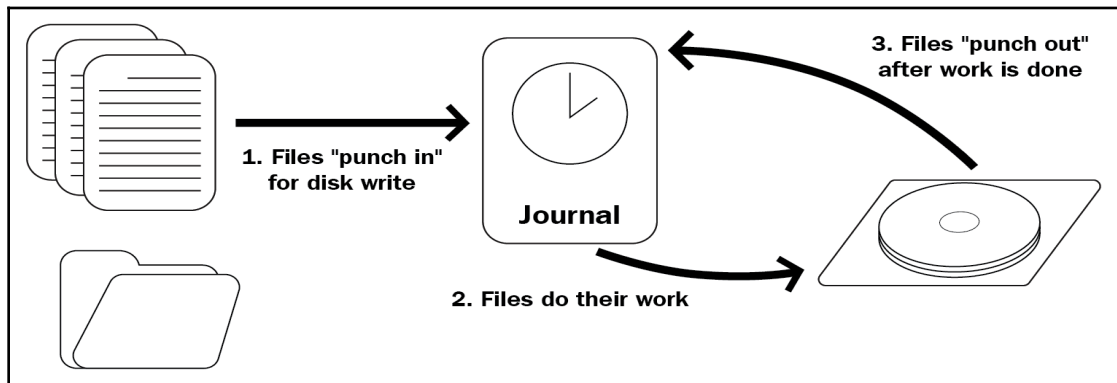 1. Files "punch in"
for disk write
Journal
2. Files do their work
3. Files "punch out"
after work is done